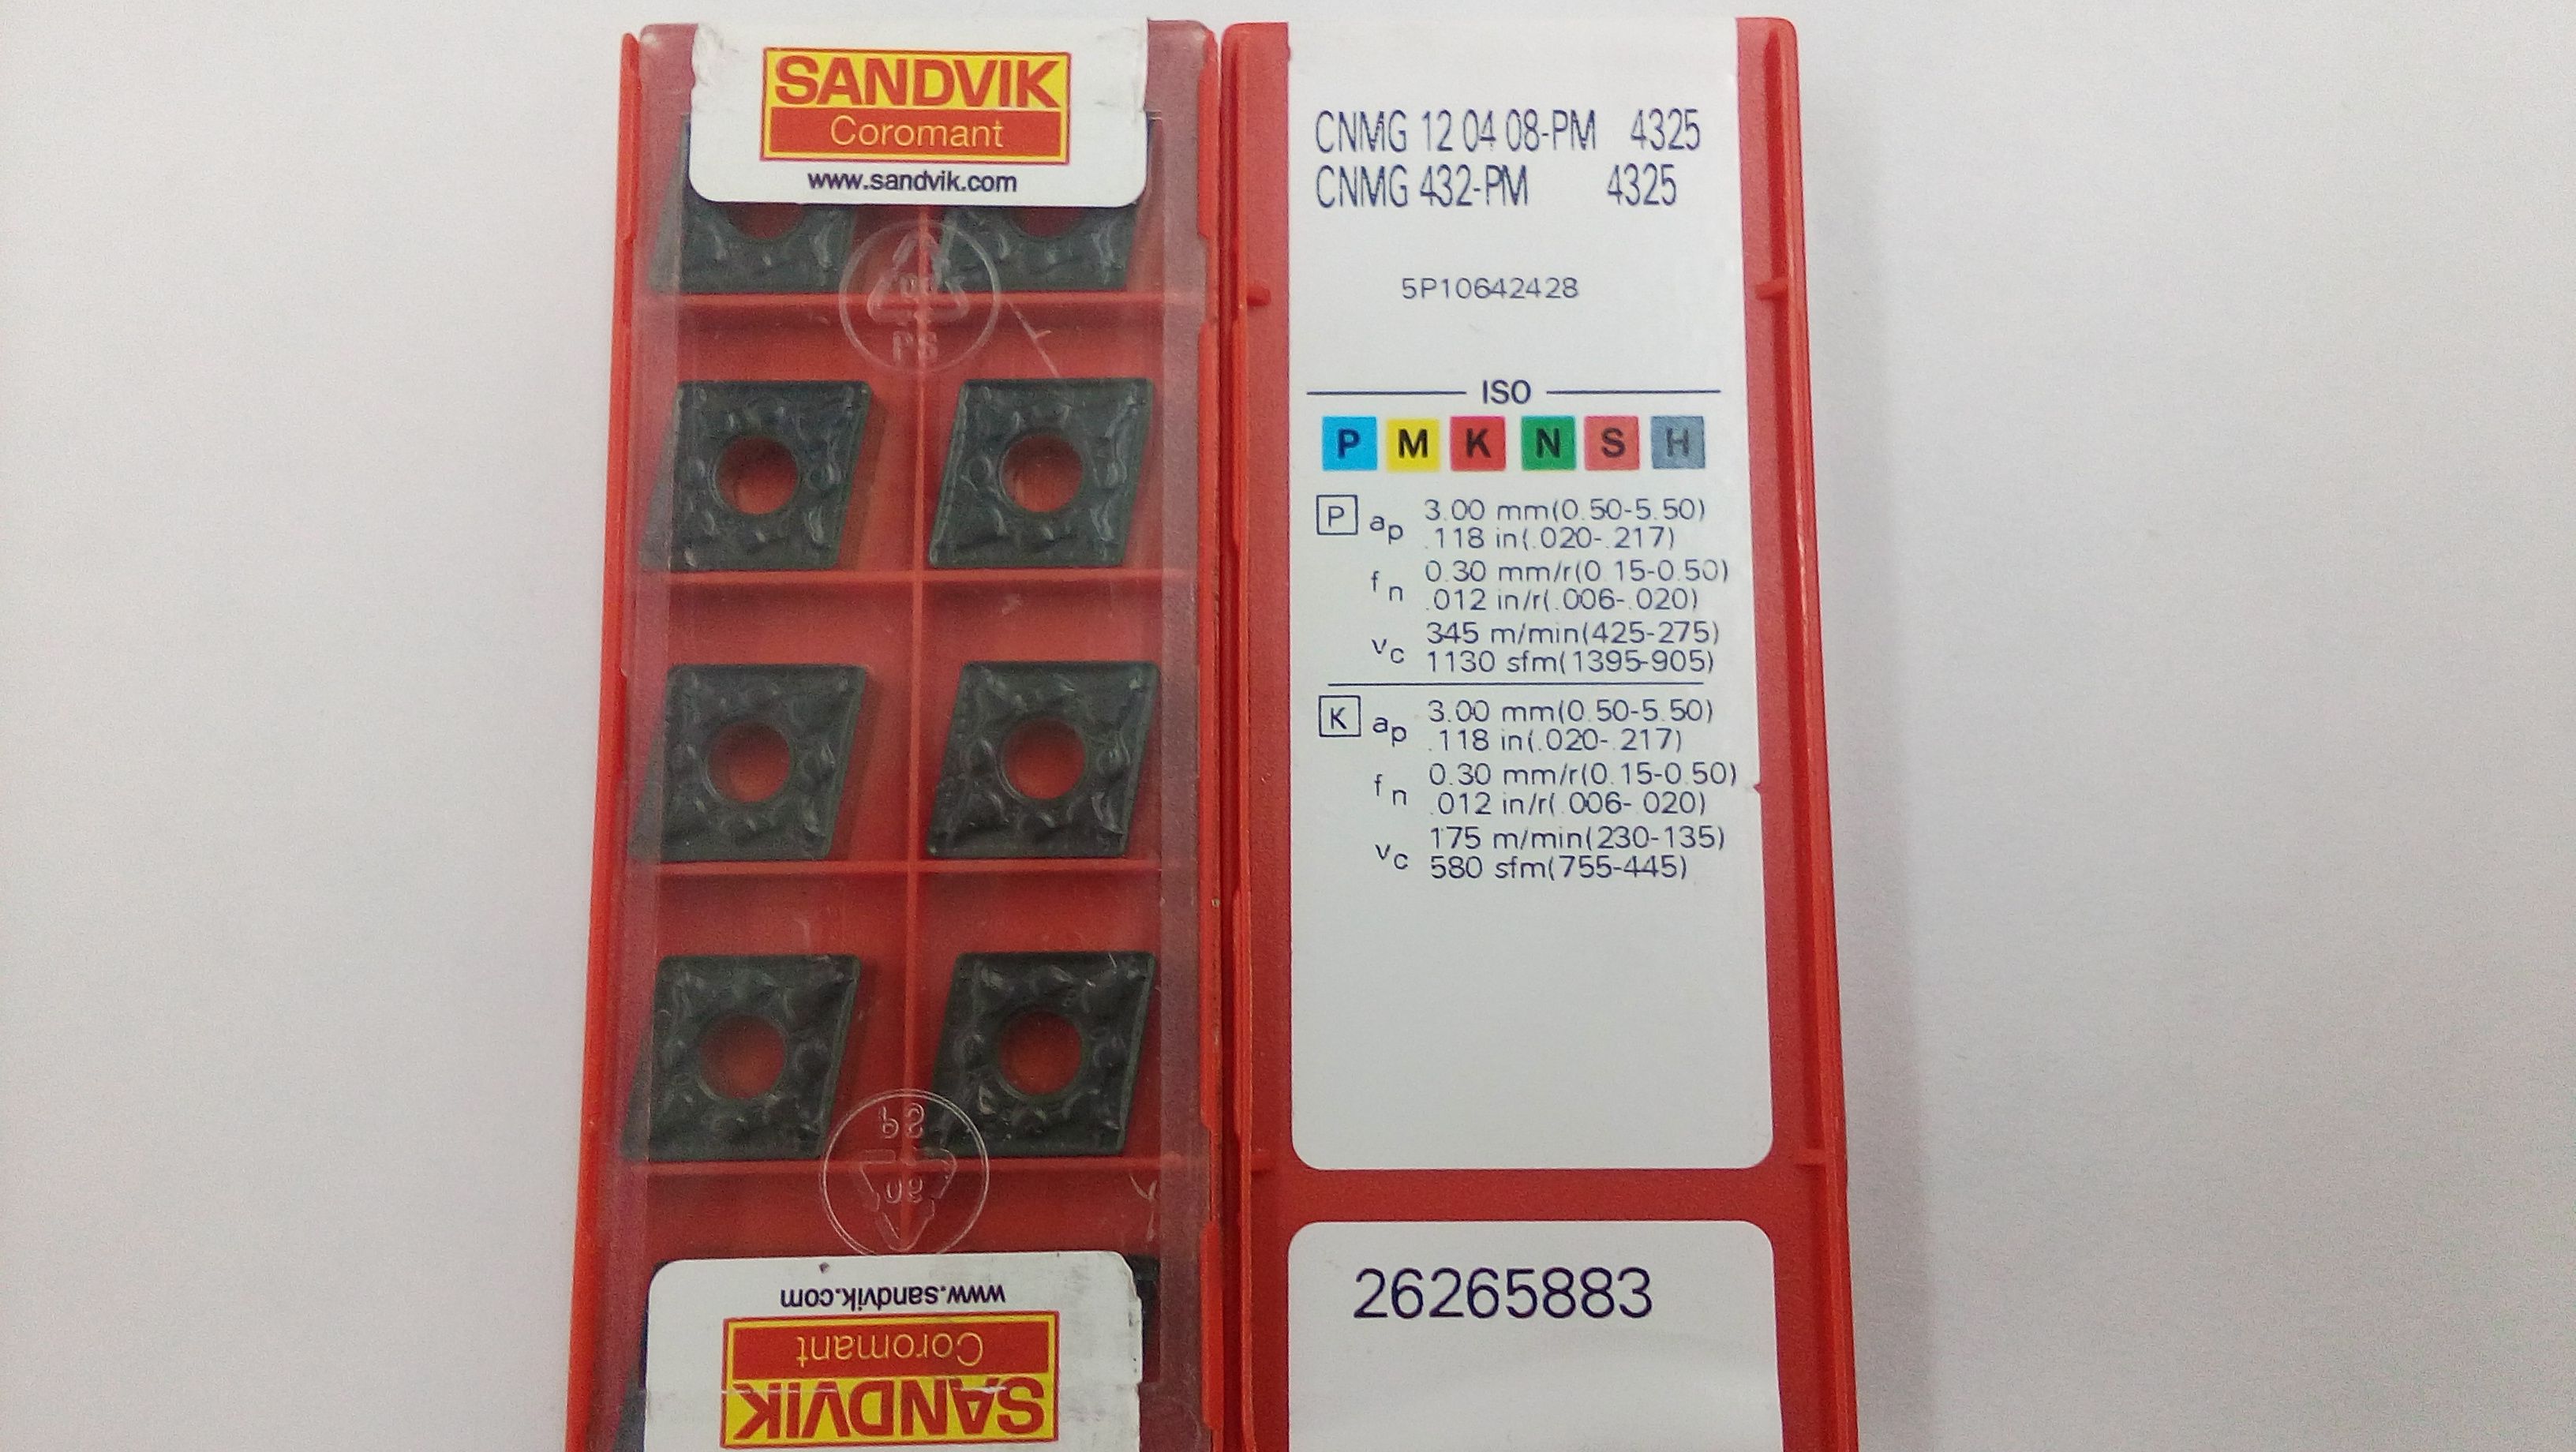 SANDVIK
Coromant
www.sandvik.com
PS
PS
90
www.sandvik.com
Coromant
SANDVIK
CNMG 12 04 08-PM 4325
CNMG 432-PM 4325
5P10642428
ISO
P M K N S H
P ap 3.00 mm(0.50-5.50)
.118 in(.020-.217)
fn 0.30 mm/r(0.15-0.50)
.012 in/r(.006-.020)
vc 345 m/min(425-275)
1130 sfm(1395-905)
K ap 3.00 mm(0.50-5.50)
.118 in(.020-.217)
fn 0.30 mm/r(0.15-0.50)
.012 in/r(.006-.020)
vc 175 m/min(230-135)
580 sfm(755-445)
26265883